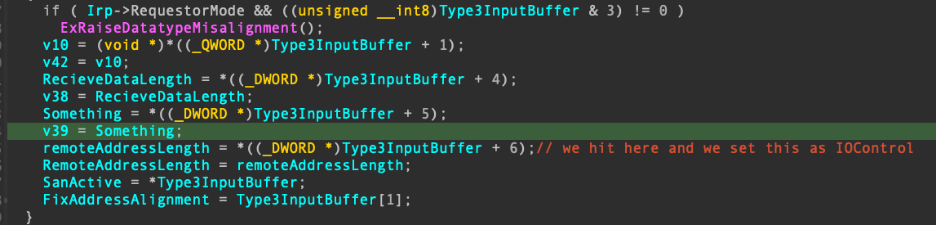 if ( Irp->RequestorMode && ((unsigned __int8)Type3InputBuffer & 3) != 0 )
ExRaiseDatatypeMisalignment();
v10 = (void *)*((_QWORD *)Type3InputBuffer + 1);
v42 = v10;
RecieveDataLength = *((_DWORD *)Type3InputBuffer + 4);
v38 = RecieveDataLength;
Something = *((_DWORD *)Type3InputBuffer + 5);
v39 = Something;
remoteAddressLength = *((_DWORD *)Type3InputBuffer + 6);// we hit here and we set this as IOControl
RemoteAddressLength = remoteAddressLength;
SanActive = *Type3InputBuffer;
FixAddressAlignment = Type3InputBuffer[1];
}